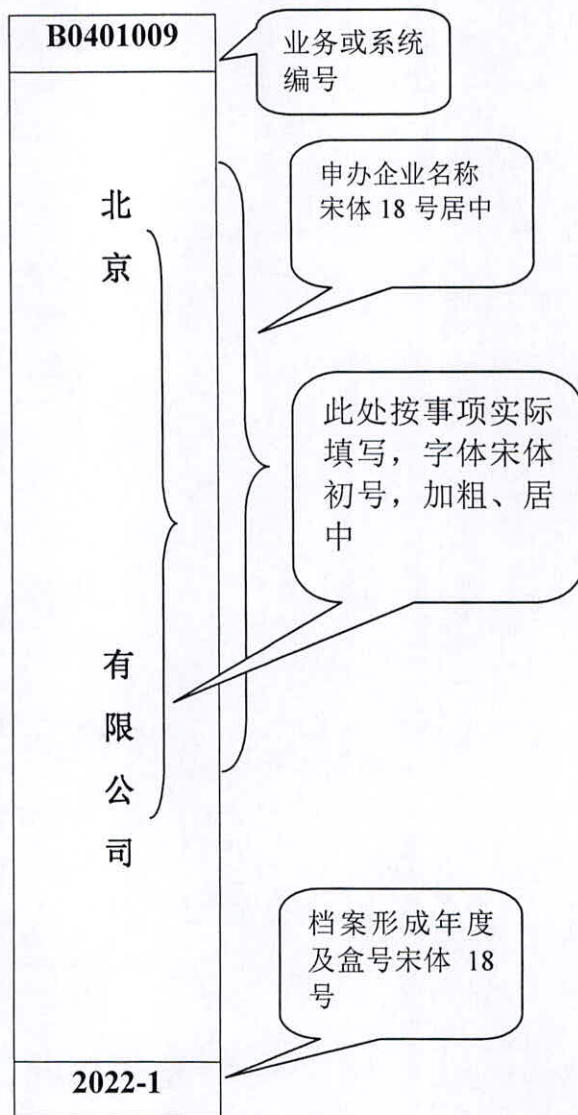 B0401009
业务或系统
编号
申办企业名称
宋体 18 号居中
北
京
此处按事项实际
填写，字体宋体
初号，加粗、居
中
有
限
公
司
档案形成年度
及盒号宋体 18
号
2022-1